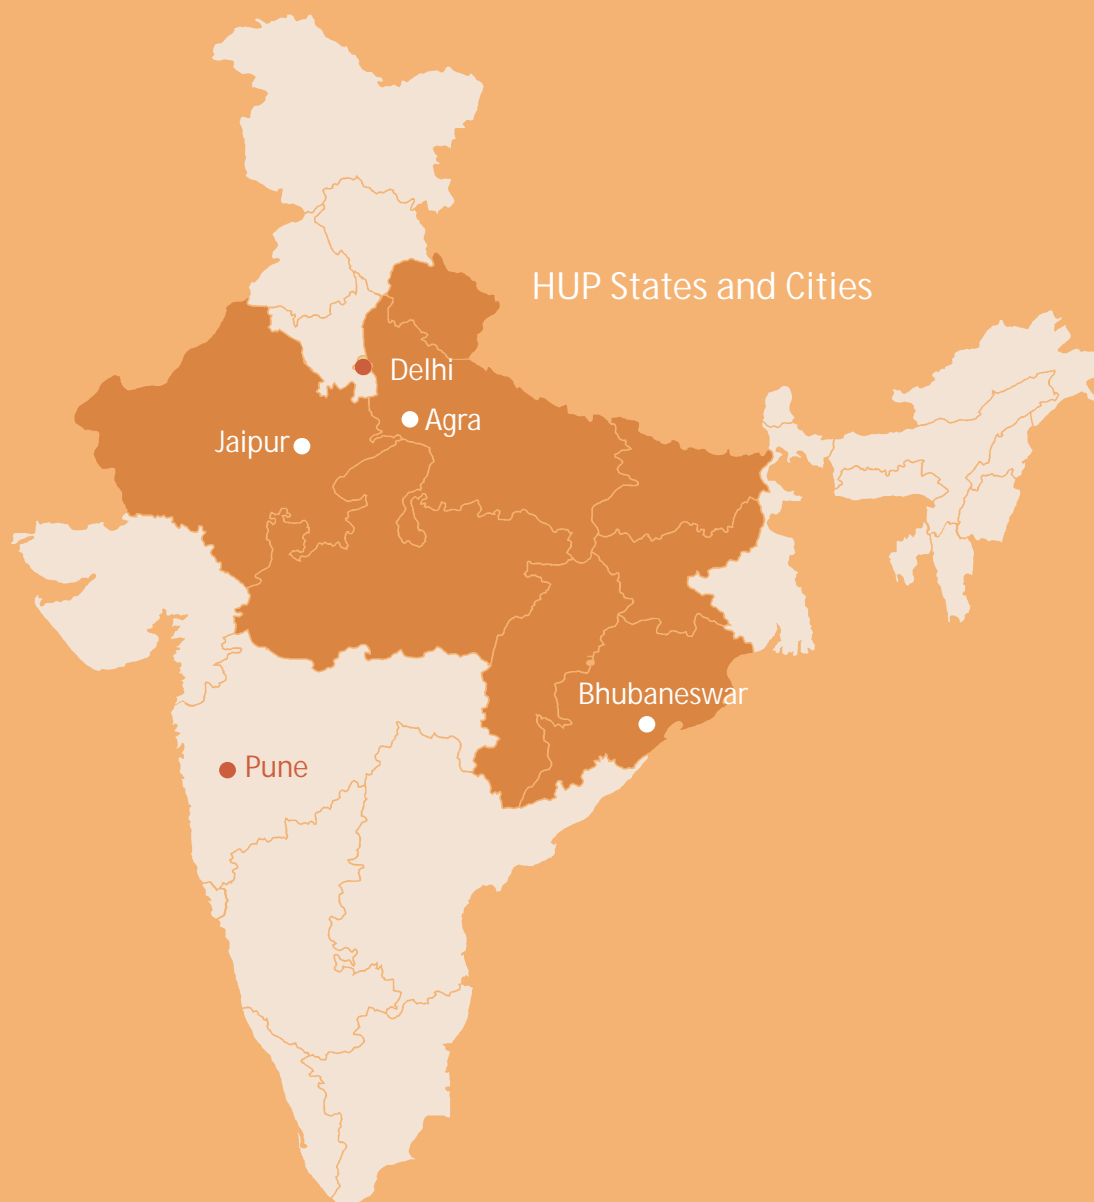 HUP States and Cities
Delhi
Agra
Jaipur
Bhubaneswar
Pune